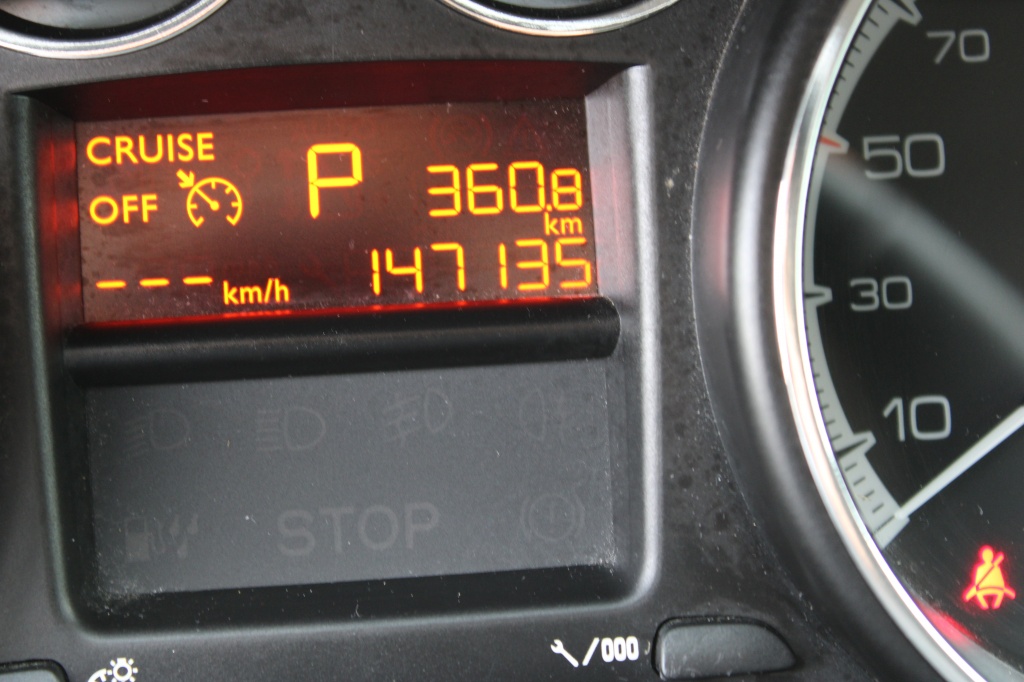 CRUISE
OFF
P
360.8
km
--- km/h
147135
STOP
/000
70
50
30
10